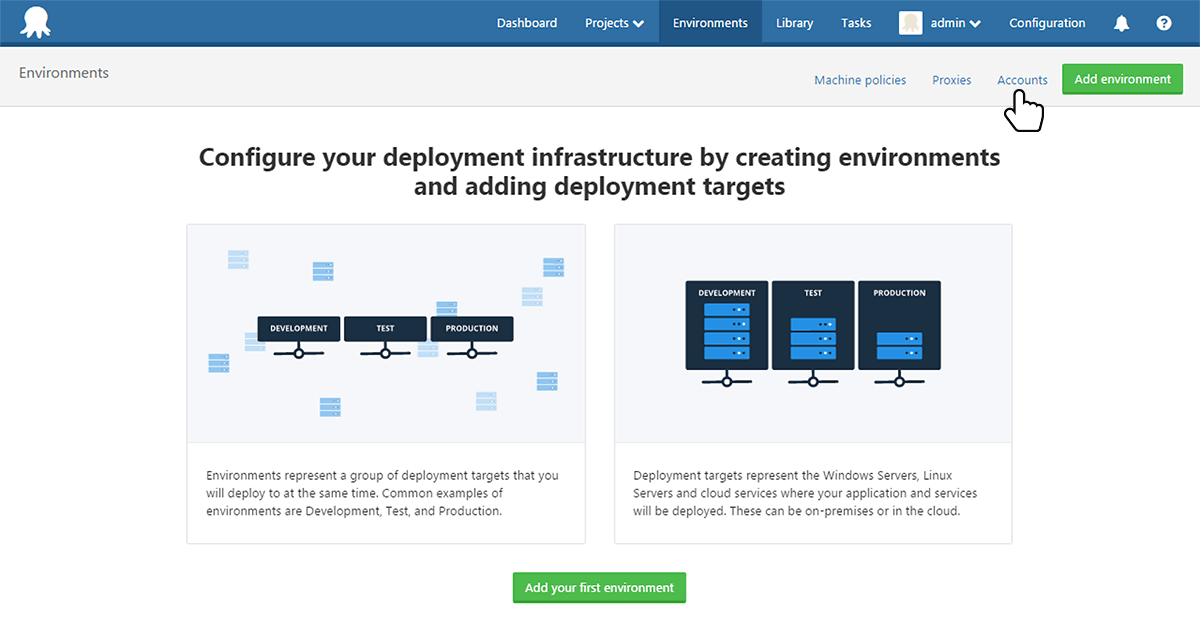 Dashboard Projects Environments Library Tasks admin Configuration
Environments
Machine policies Proxies Accounts Add environment
Configure your deployment infrastructure by creating environments
and adding deployment targets
DEVELOPMENT TEST PRODUCTION
DEVELOPMENT TEST PRODUCTION
Environments represent a group of deployment targets that you
will deploy to at the same time. Common examples of
environments are Development, Test, and Production.
Deployment targets represent the Windows Servers, Linux
Servers and cloud services where your application and services
will be deployed. These can be on-premises or in the cloud.
Add your first environment